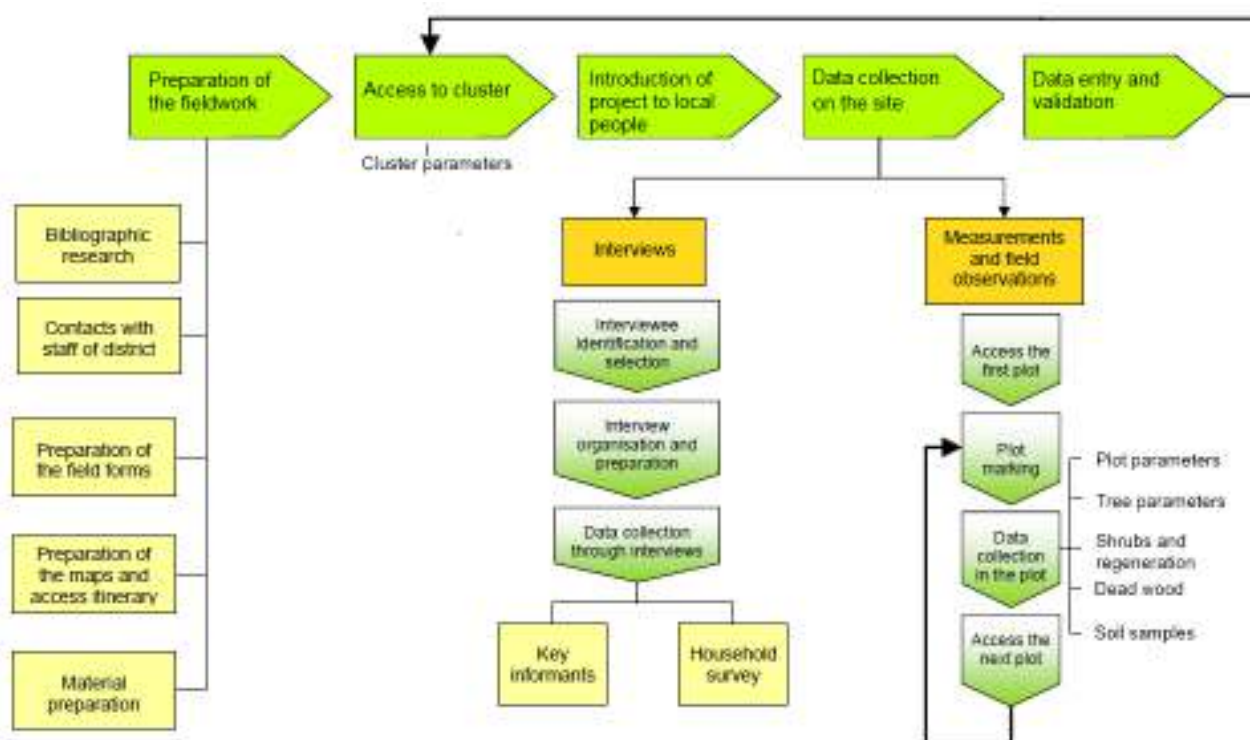 Preparation of
the fieldwork
Access to cluster
Introduction of
project to local
people
Data collection
on the site
Data entry and
validation
Cluster parameters
Bibliographic
research
Contacts with
staff of district
Preparation of
the field forms
Preparation of
the maps and
access itinerary
Material
preparation
Interviews
Interviewee
identification and
selection
Interview
organisation and
preparation
Data collection
through interviews
Key
informants
Household
survey
Measurements
and field
observations
Access the
first plot
Plot
marking
Data
collection
in the plot
Access the
next plot
Plot parameters
Tree parameters
Shrubs and
regeneration
Dead wood
Soil samples